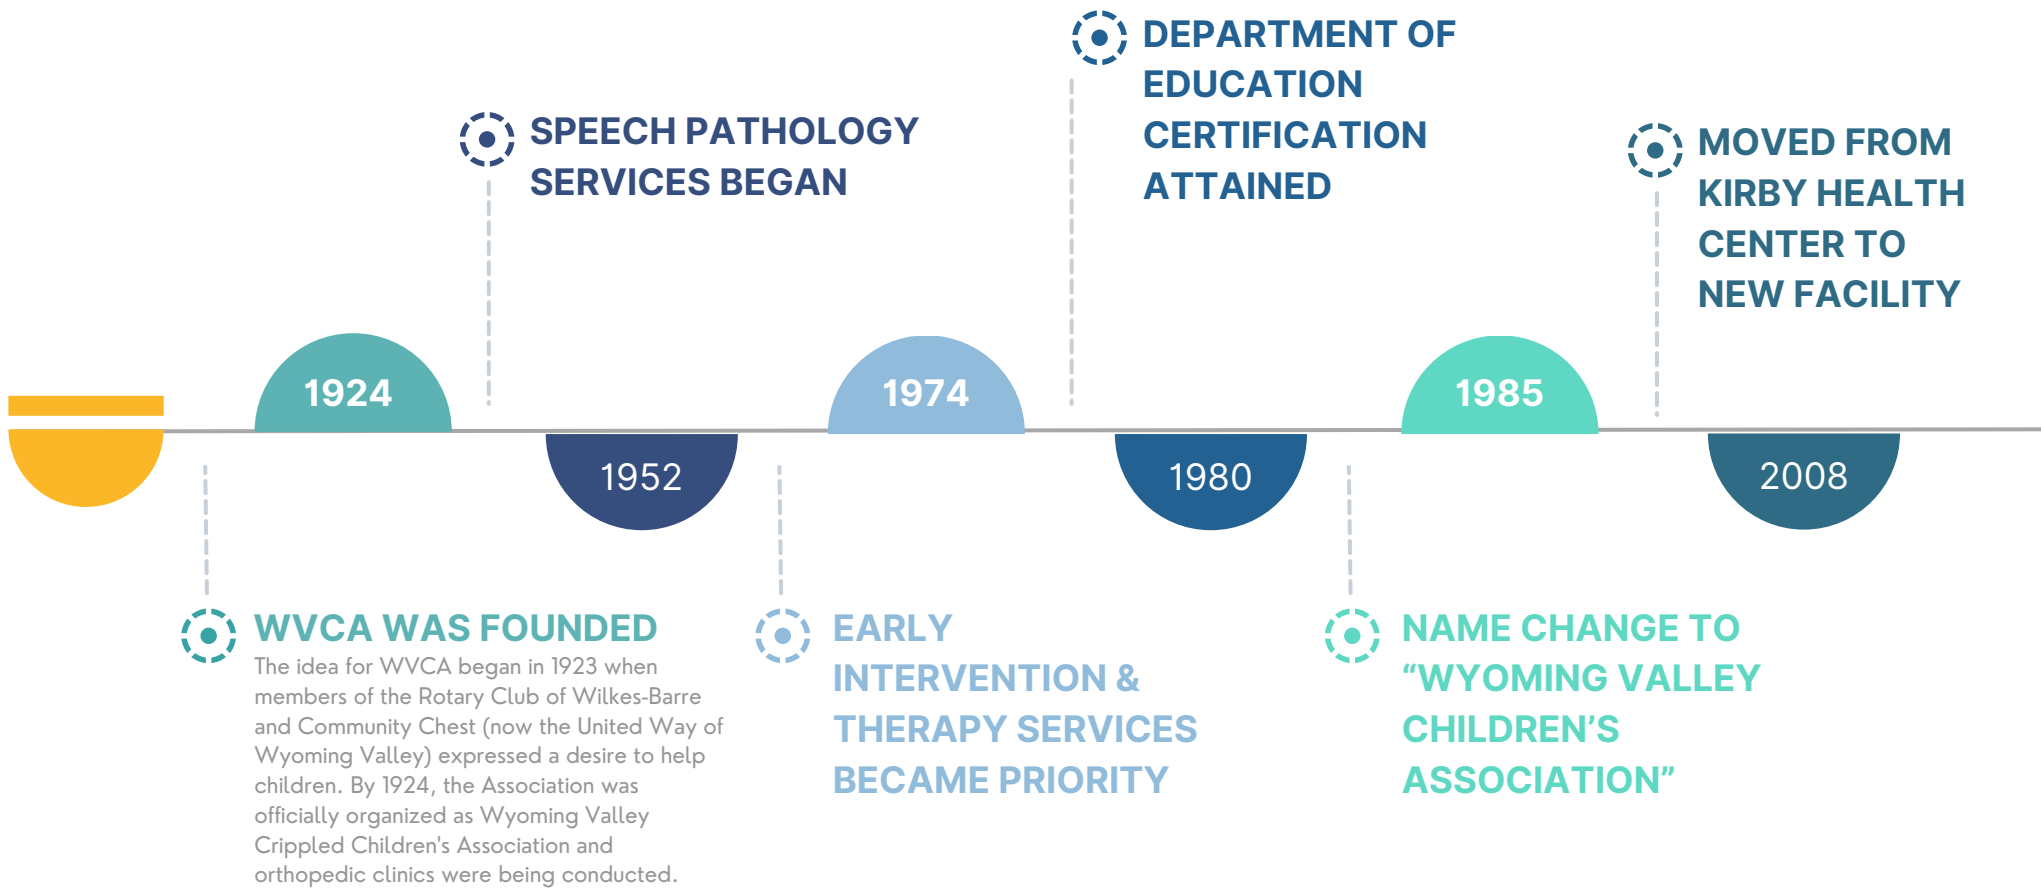 DEPARTMENT OF
EDUCATION
CERTIFICATION
ATTAINED
SPEECH PATHOLOGY
SERVICES BEGAN
MOVED FROM
KIRBY HEALTH
CENTER TO
NEW FACILITY
1924
1974
1985
1952
1980
2008
WVCA WAS FOUNDED
The idea for WVCA began in 1923 when
members of the Rotary Club of Wilkes-Barre
and Community Chest (now the United Way of
Wyoming Valley) expressed a desire to help
children. By 1924, the Association was
officially organized as Wyoming Valley
Crippled Children's Association and
orthopedic clinics were being conducted.
EARLY
INTERVENTION &
THERAPY SERVICES
BECAME PRIORITY
NAME CHANGE TO
“WYOMING VALLEY
CHILDREN’S
ASSOCIATION”